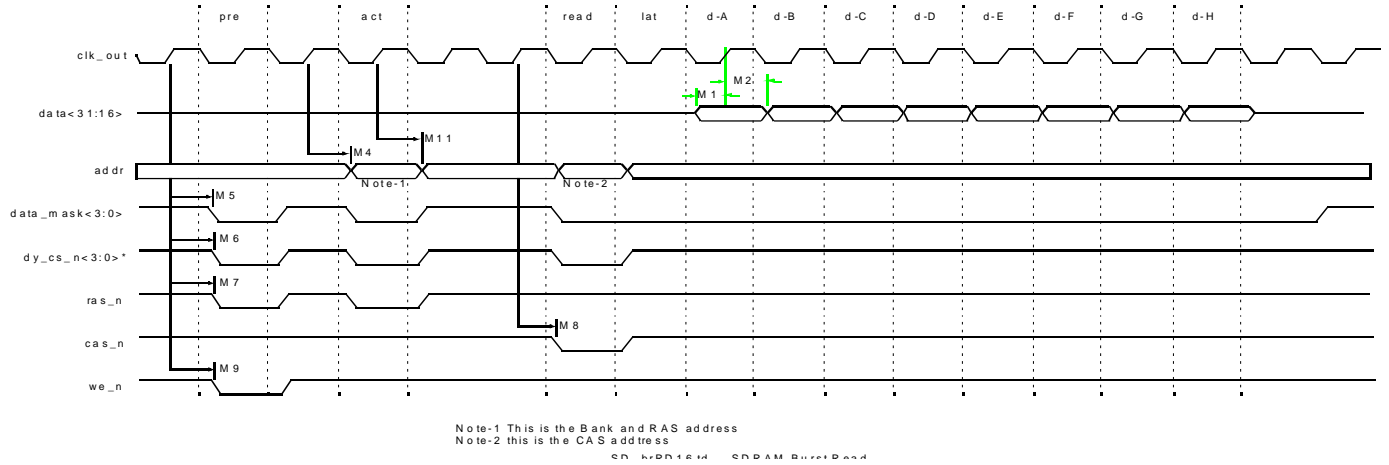 pre act read lat d-A d-B d-C d-D d-E d-F d-G d-H
clk_out
M2
M1
data<31:16>
M11
M4
addr
Note-1 Note-2
M5
data_mask<3:0>
M6
dy_cs_n<3:0>*
M7
ras_n
M8
cas_n
M9
we_n
Note-1 This is the Bank and RAS address
Note-2 this is the CAS addtress
SD_brRD16.td SDRAM Burst Read